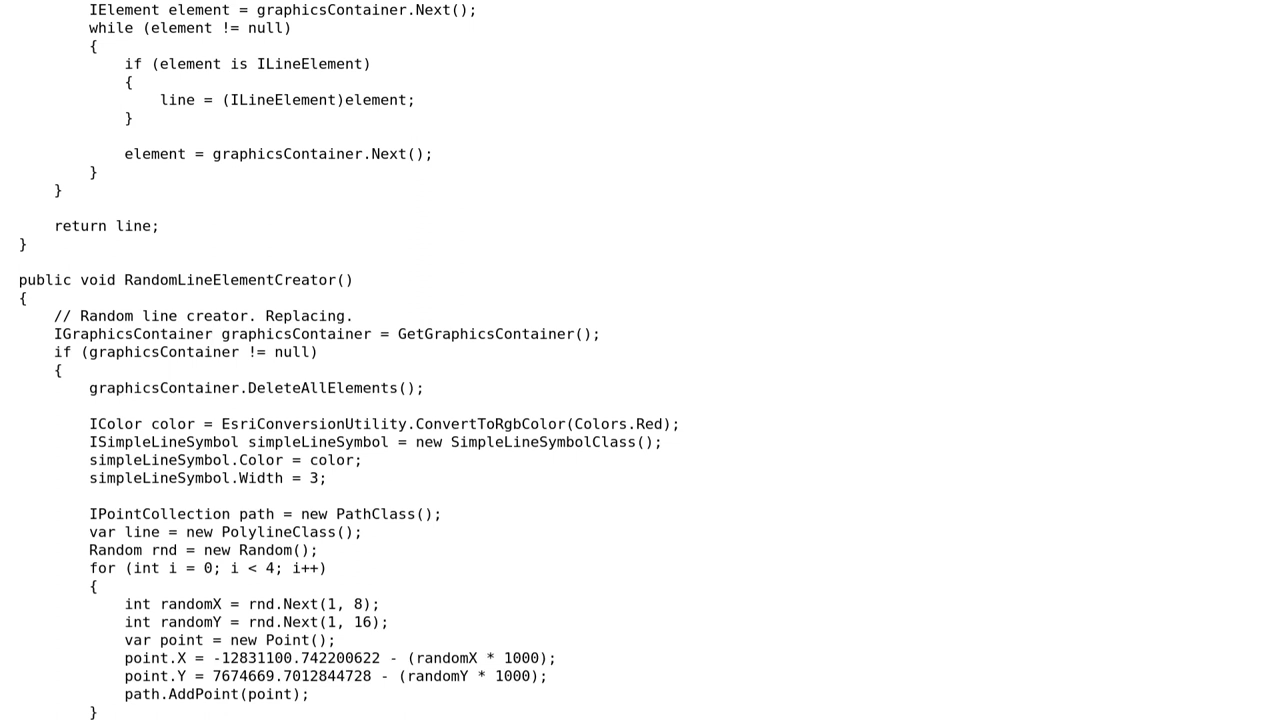 IElement element = graphicsContainer.Next();
        while (element != null)
        {
            if (element is ILineElement)
            {
                line = (ILineElement)element;
            }

            element = graphicsContainer.Next();
        }
    }

    return line;
}

public void RandomLineElementCreator()
{
    // Random line creator. Replacing.
    IGraphicsContainer graphicsContainer = GetGraphicsContainer();
    if (graphicsContainer != null)
    {
        graphicsContainer.DeleteAllElements();

        IColor color = EsriConversionUtility.ConvertToRgbColor(Colors.Red);
        ISimpleLineSymbol simpleLineSymbol = new SimpleLineSymbolClass();
        simpleLineSymbol.Color = color;
        simpleLineSymbol.Width = 3;

        IPointCollection path = new PathClass();
        var line = new PolylineClass();
        Random rnd = new Random();
        for (int i = 0; i < 4; i++)
        {
            int randomX = rnd.Next(1, 8);
            int randomY = rnd.Next(1, 16);
            var point = new Point();
            point.X = -12831100.742200622 - (randomX * 1000);
            point.Y = 7674669.7012844728 - (randomY * 1000);
            path.AddPoint(point);
        }